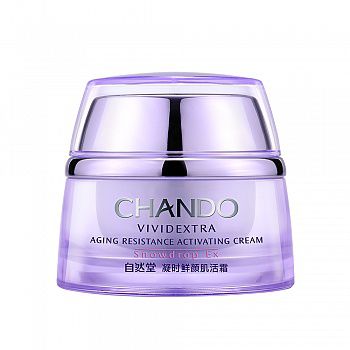 CHANDO
VIVIDEXTRA
AGING RESISTANCE ACTIVATING CREAM
Snowdrop Ex
自然堂 凝时鲜颜肌活霜